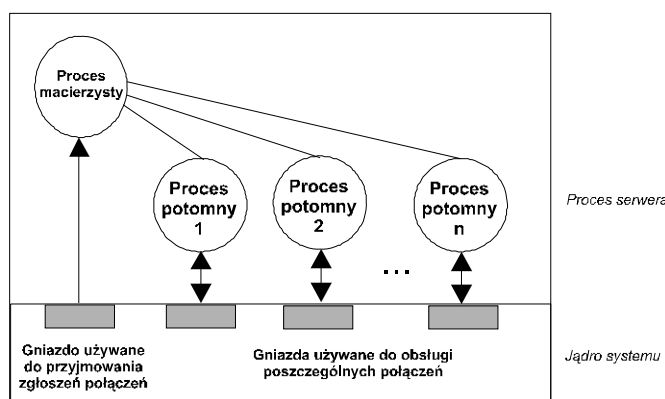 Proces
macierzysty
Proces
potomny
1
Proces
potomny
2
Proces
potomny
n
Proces serwera
...
Gniazdo używane
do przyjmowania
zgłoszeń połączeń
Gniazda używane do obsługi
poszczególnych połączeń
Jądro systemu